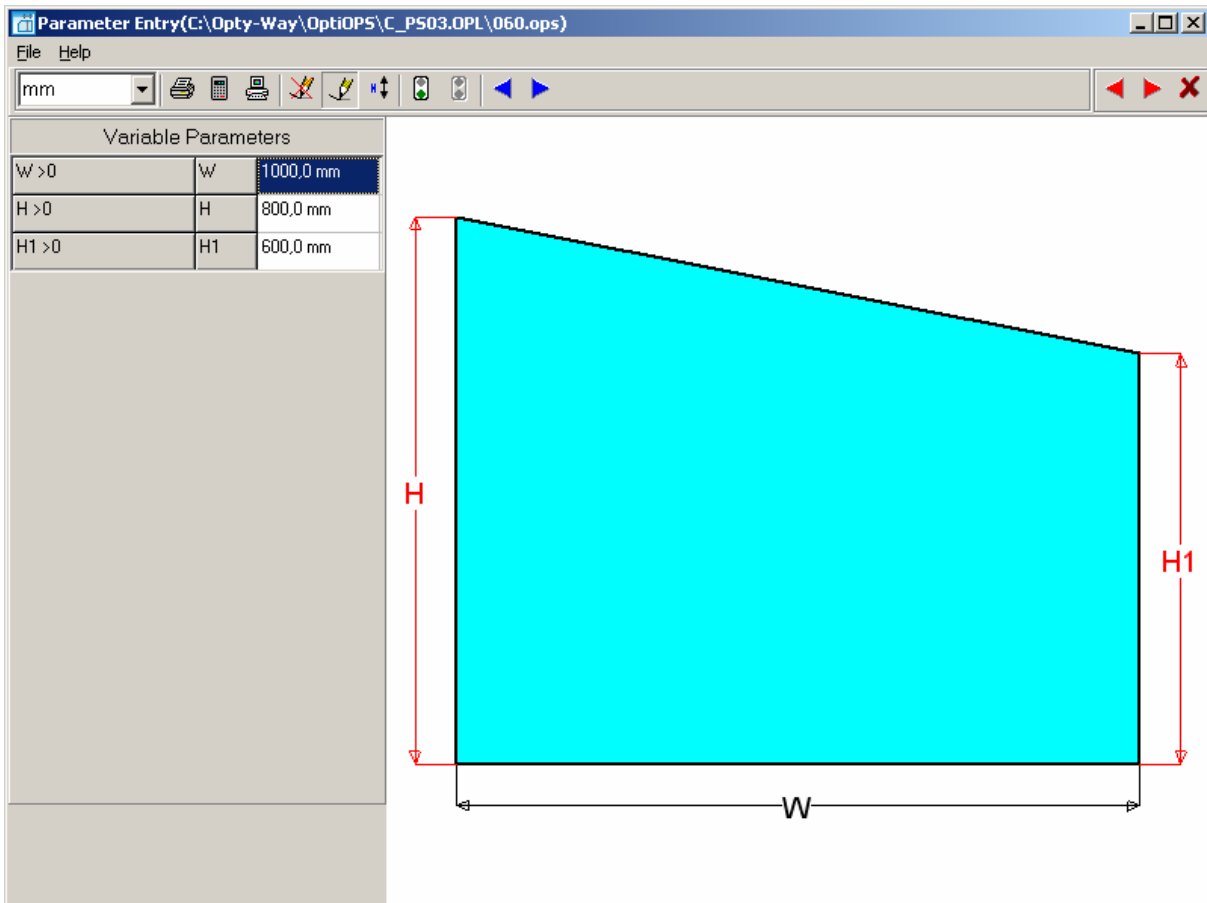 Parameter Entry(C:\Opty-Way\OptiOPS\C_PS03.OPL\060.ops)
File Help
mm
Variable Parameters
W >0 W 1000,0 mm
H >0 H 800,0 mm
H1 >0 H1 600,0 mm
H
H1
W